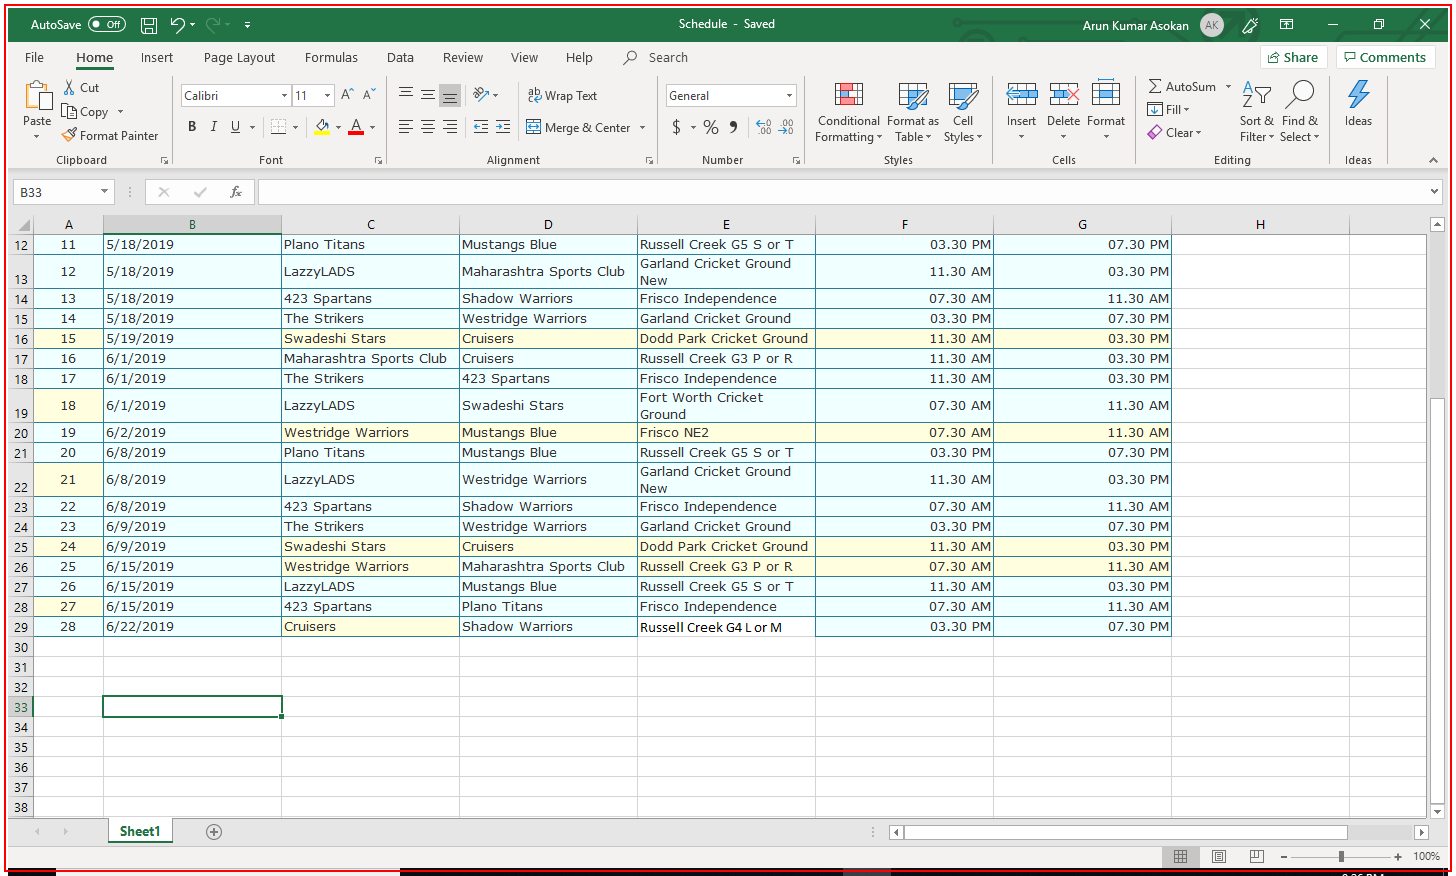 AutoSave Off Schedule - Saved Arun Kumar Asokan AK
File Home Insert Page Layout Formulas Data Review View Help Search Share Comments
Paste Cut Copy Format Painter Clipboard
Calibri 11 A A B I U A Font
ab Wrap Text Merge & Center Alignment
General $ % Number
Conditional Formatting Format as Table Cell Styles Styles
Insert Delete Format Cells
AutoSum Fill Clear Sort & Filter Find & Select Editing
Ideas Ideas
B33 fx
A B C D E F G H
12 11 5/18/2019 Plano Titans Mustangs Blue Russell Creek G5 S or T 03.30 PM 07.30 PM
13 12 5/18/2019 LazzyLADS Maharashtra Sports Club Garland Cricket Ground New 11.30 AM 03.30 PM
14 13 5/18/2019 423 Spartans Shadow Warriors Frisco Independence 07.30 AM 11.30 AM
15 14 5/18/2019 The Strikers Westridge Warriors Garland Cricket Ground 03.30 PM 07.30 PM
16 15 5/19/2019 Swadeshi Stars Cruisers Dodd Park Cricket Ground 11.30 AM 03.30 PM
17 16 6/1/2019 Maharashtra Sports Club Cruisers Russell Creek G3 P or R 11.30 AM 03.30 PM
18 17 6/1/2019 The Strikers 423 Spartans Frisco Independence 11.30 AM 03.30 PM
19 18 6/1/2019 LazzyLADS Swadeshi Stars Fort Worth Cricket Ground 07.30 AM 11.30 AM
20 19 6/2/2019 Westridge Warriors Mustangs Blue Frisco NE2 07.30 AM 11.30 AM
21 20 6/8/2019 Plano Titans Mustangs Blue Russell Creek G5 S or T 03.30 PM 07.30 PM
22 21 6/8/2019 LazzyLADS Westridge Warriors Garland Cricket Ground New 11.30 AM 03.30 PM
23 22 6/8/2019 423 Spartans Shadow Warriors Frisco Independence 07.30 AM 11.30 AM
24 23 6/9/2019 The Strikers Westridge Warriors Garland Cricket Ground 03.30 PM 07.30 PM
25 24 6/9/2019 Swadeshi Stars Cruisers Dodd Park Cricket Ground 11.30 AM 03.30 PM
26 25 6/15/2019 Westridge Warriors Maharashtra Sports Club Russell Creek G3 P or R 07.30 AM 11.30 AM
27 26 6/15/2019 LazzyLADS Mustangs Blue Russell Creek G5 S or T 11.30 AM 03.30 PM
28 27 6/15/2019 423 Spartans Plano Titans Frisco Independence 07.30 AM 11.30 AM
29 28 6/22/2019 Cruisers Shadow Warriors Russell Creek G4 L or M 03.30 PM 07.30 PM
30
31
32
33
34
35
36
37
38
Sheet1
100%